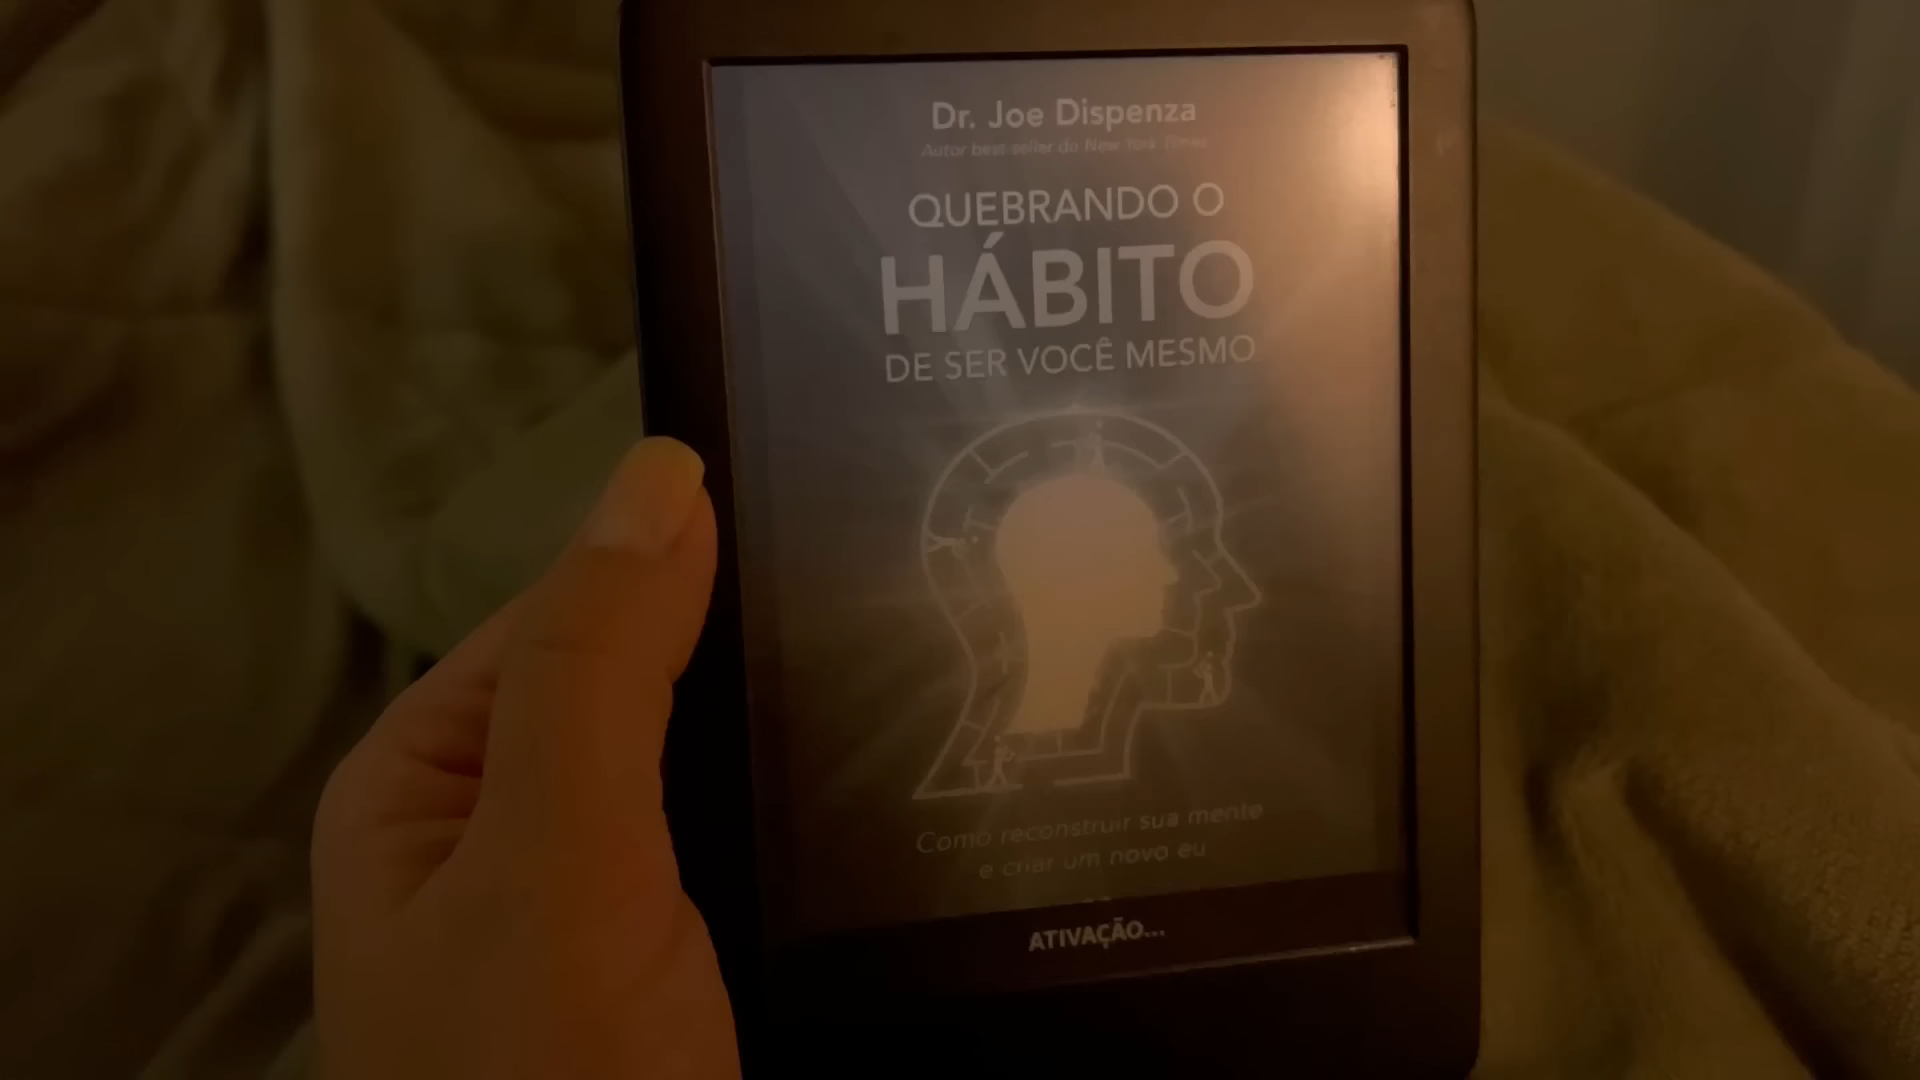 Dr. Joe Dispenza
Autor best seller do New York Times
QUEBRANDO O
HÁBITO
DE SER VOCÊ MESMO
Como reconstruir sua mente
e criar um novo eu
ATIVAÇÃO...